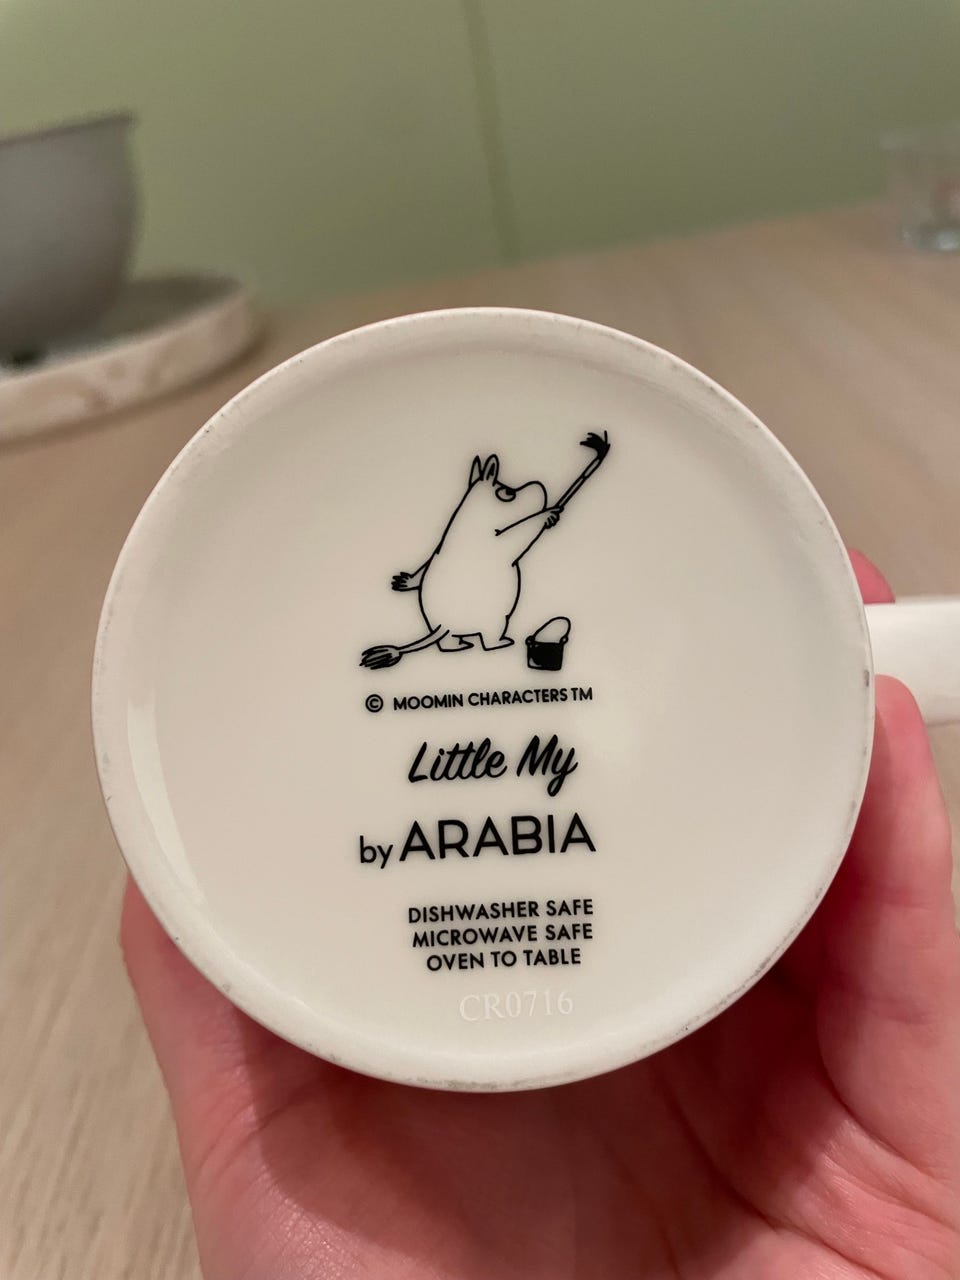 © MOOMIN CHARACTERS TM
Little My
by ARABIA
DISHWASHER SAFE
MICROWAVE SAFE
OVEN TO TABLE
CR0716